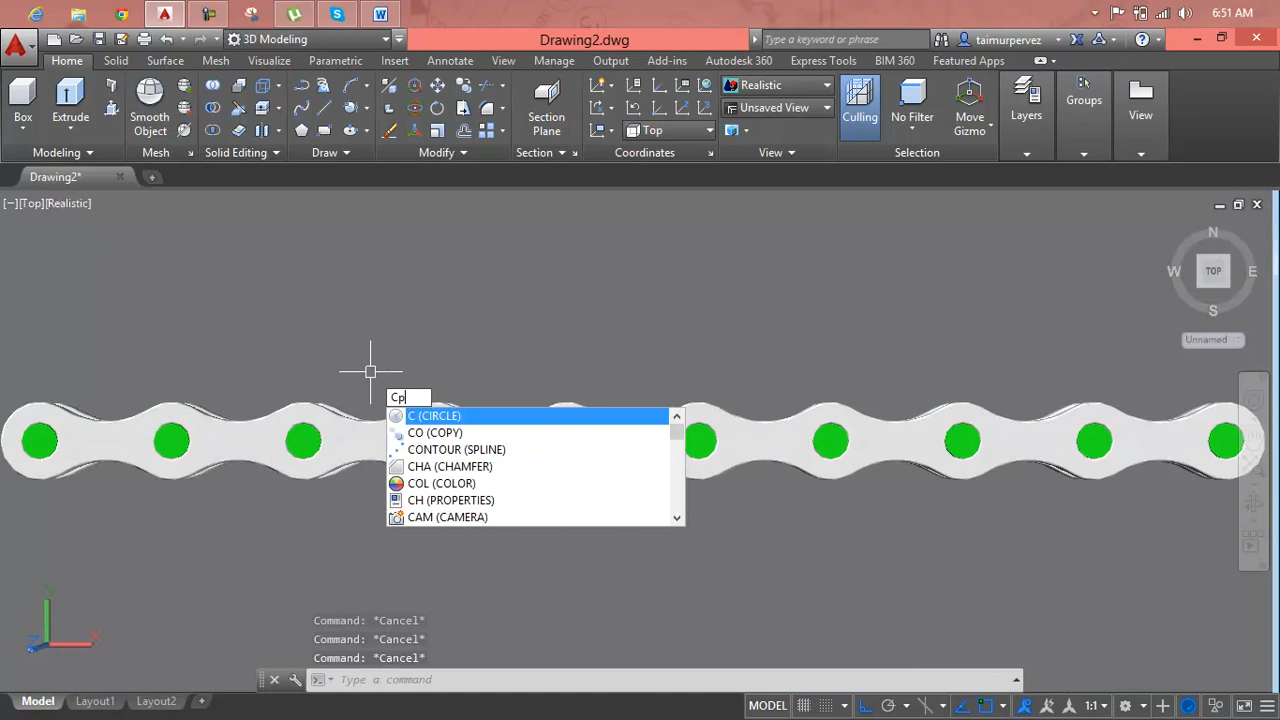 6:51 AM
3D Modeling
Drawing2.dwg
Type a keyword or phrase
taimurpervez
Home Solid Surface Mesh Visualize Parametric Insert Annotate View Manage Output Add-ins Autodesk 360 Express Tools BIM 360 Featured Apps
Realistic
Unsaved View
Top
Box
Extrude
Smooth
Object
Section
Plane
Culling
No Filter
Move
Gizmo
Layers
Groups
View
Modeling Mesh Solid Editing Draw Modify Section Coordinates View Selection
Drawing2*
[−][Top][Realistic]
N
W
TOP
E
S
Unnamed
Cp
C (CIRCLE)
CO (COPY)
CONTOUR (SPLINE)
CHA (CHAMFER)
COL (COLOR)
CH (PROPERTIES)
CAM (CAMERA)
Y
X
Z
Command: *Cancel*
Command: *Cancel*
Command: *Cancel*
Type a command
Model Layout1 Layout2
MODEL
1:1